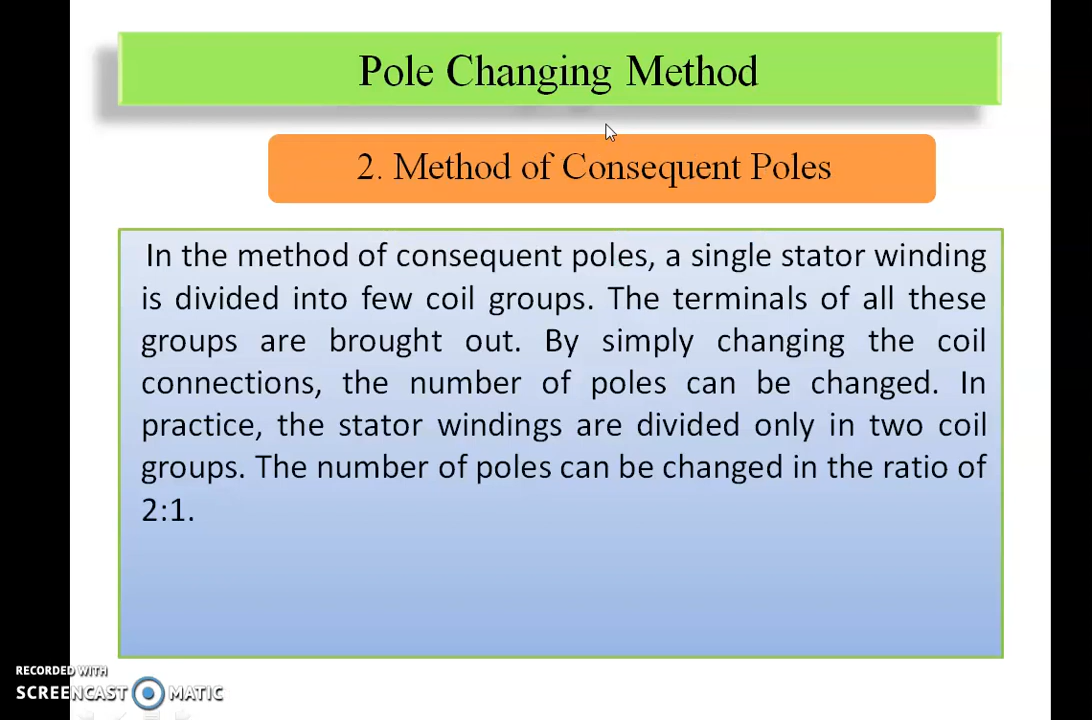 Pole Changing Method
2. Method of Consequent Poles
In the method of consequent poles, a single stator winding
is divided into few coil groups. The terminals of all these
groups are brought out. By simply changing the coil
connections, the number of poles can be changed. In
practice, the stator windings are divided only in two coil
groups. The number of poles can be changed in the ratio of
2:1.
RECORDED WITH
SCREENCAST MATIC